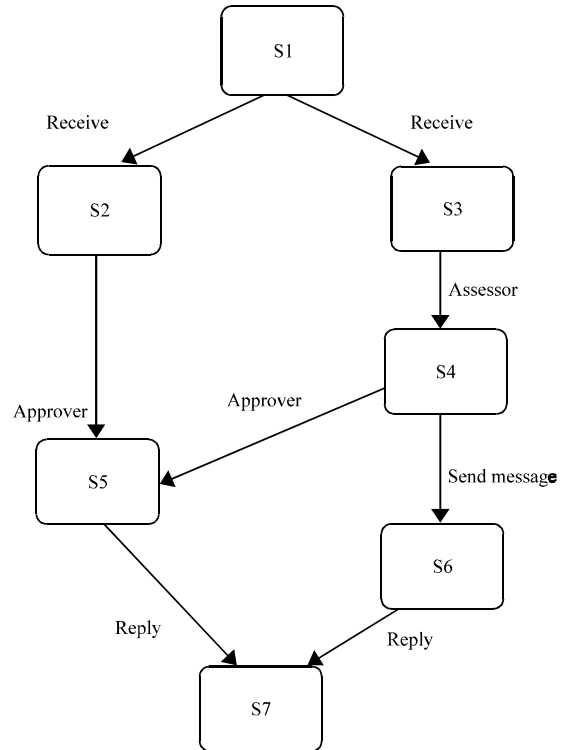 S1
Receive
Receive
S2
S3
Assessor
S4
Approver
Approver
S5
Send message
S6
Reply
Reply
S7